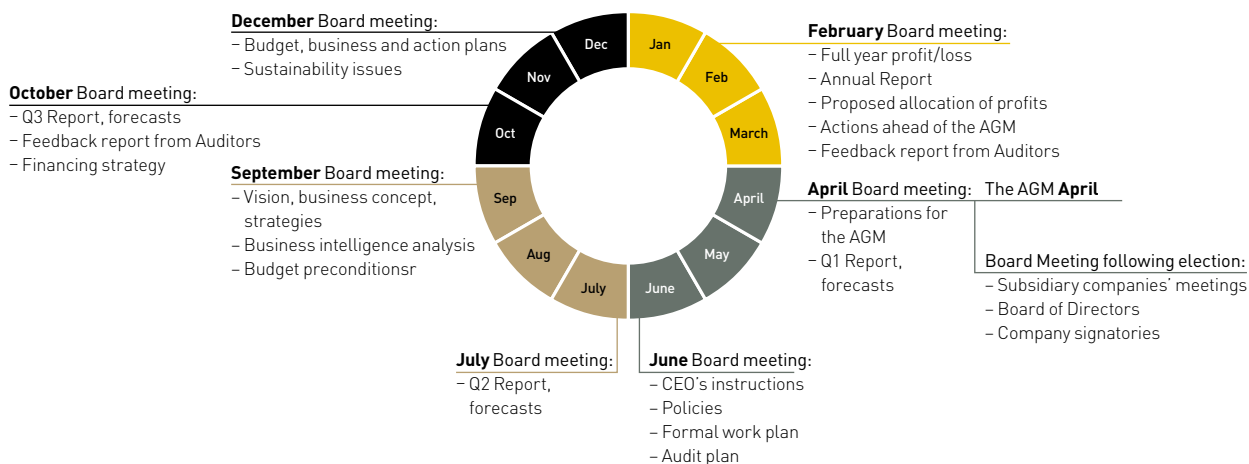 December Board meeting:
– Budget, business and action plans
– Sustainability issues
October Board meeting:
– Q3 Report, forecasts
– Feedback report from Auditors
– Financing strategy
September Board meeting:
– Vision, business concept,
strategies
– Business intelligence analysis
– Budget preconditionsr
July Board meeting:
– Q2 Report,
forecasts
Jan
Feb
March
April
May
June
July
Aug
Sep
Oct
Nov
Dec
February Board meeting:
– Full year profit/loss
– Annual Report
– Proposed allocation of profits
– Actions ahead of the AGM
– Feedback report from Auditors
April Board meeting:
– Preparations for
the AGM
– Q1 Report,
forecasts
The AGM April
Board Meeting following election:
– Subsidiary companies’ meetings
– Board of Directors
– Company signatories
June Board meeting:
– CEO’s instructions
– Policies
– Formal work plan
– Audit plan